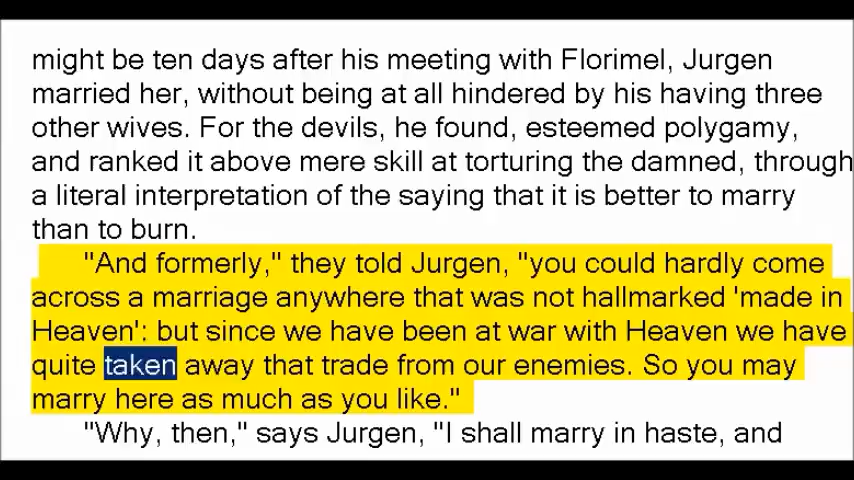 might be ten days after his meeting with Florimel, Jurgen
married her, without being at all hindered by his having three
other wives. For the devils, he found, esteemed polygamy,
and ranked it above mere skill at torturing the damned, through
a literal interpretation of the saying that it is better to marry
than to burn.
"And formerly," they told Jurgen, "you could hardly come
across a marriage anywhere that was not hallmarked 'made in
Heaven': but since we have been at war with Heaven we have
quite taken away that trade from our enemies. So you may
marry here as much as you like."
"Why, then," says Jurgen, "I shall marry in haste, and